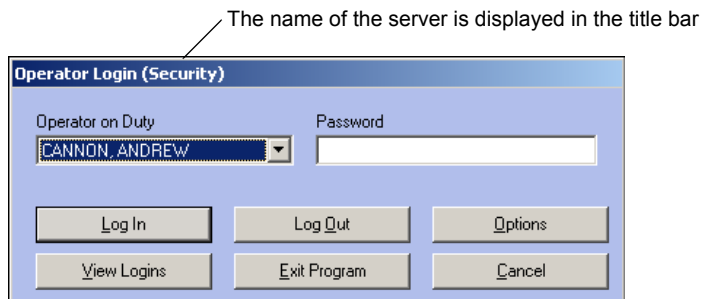 The name of the server is displayed in the title bar
Operator Login (Security)
Operator on Duty Password
CANNON, ANDREW
Log In Log Out Options
View Logins Exit Program Cancel